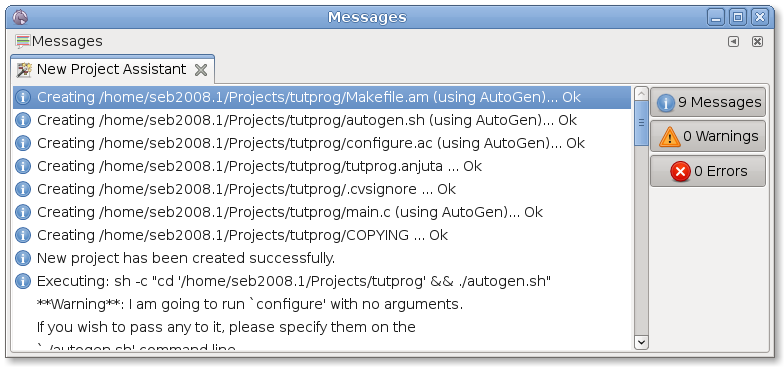 Messages
Messages
New Project Assistant
Creating /home/seb2008.1/Projects/tutprog/Makefile.am (using AutoGen)... Ok
Creating /home/seb2008.1/Projects/tutprog/autogen.sh (using AutoGen)... Ok
Creating /home/seb2008.1/Projects/tutprog/configure.ac (using AutoGen)... Ok
Creating /home/seb2008.1/Projects/tutprog/tutprog.anjuta ... Ok
Creating /home/seb2008.1/Projects/tutprog/.cvsignore ... Ok
Creating /home/seb2008.1/Projects/tutprog/main.c (using AutoGen)... Ok
Creating /home/seb2008.1/Projects/tutprog/COPYING ... Ok
New project has been created successfully.
Executing: sh -c "cd '/home/seb2008.1/Projects/tutprog' && ./autogen.sh"
**Warning**: I am going to run `configure' with no arguments.
If you wish to pass any to it, please specify them on the
`./autogen.sh' command line
9 Messages
0 Warnings
0 Errors